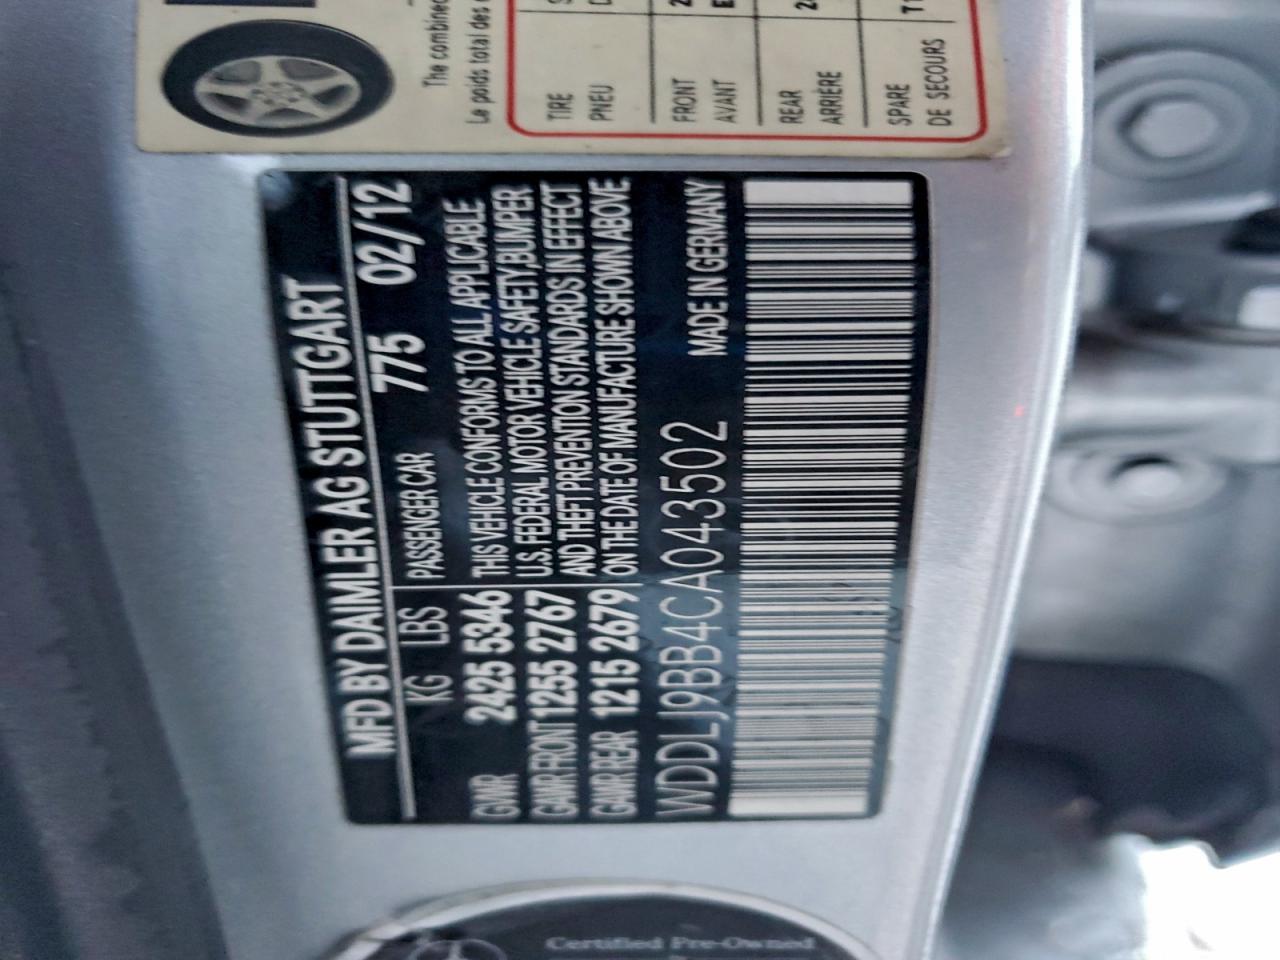 MFD BY DAIMLER AG STUTTGART
KG LBS PASSENGER CAR 775 02/12
GVWR 2425 5346 THIS VEHICLE CONFORMS TO ALL APPLICABLE
U.S. FEDERAL MOTOR VEHICLE SAFETY,BUMPER
GAWR FRONT 1255 2767 AND THEFT PREVENTION STANDARDS IN EFFECT
GAWR REAR 1215 2679 ON THE DATE OF MANUFACTURE SHOWN ABOVE
WDDLJ9BB4CA043502 MADE IN GERMANY
The combined
Le poids total des
TIRE
PNEU
FRONT
AVANT
REAR
ARRIÈRE
SPARE
DE SECOURS
Certified Pre-Owned